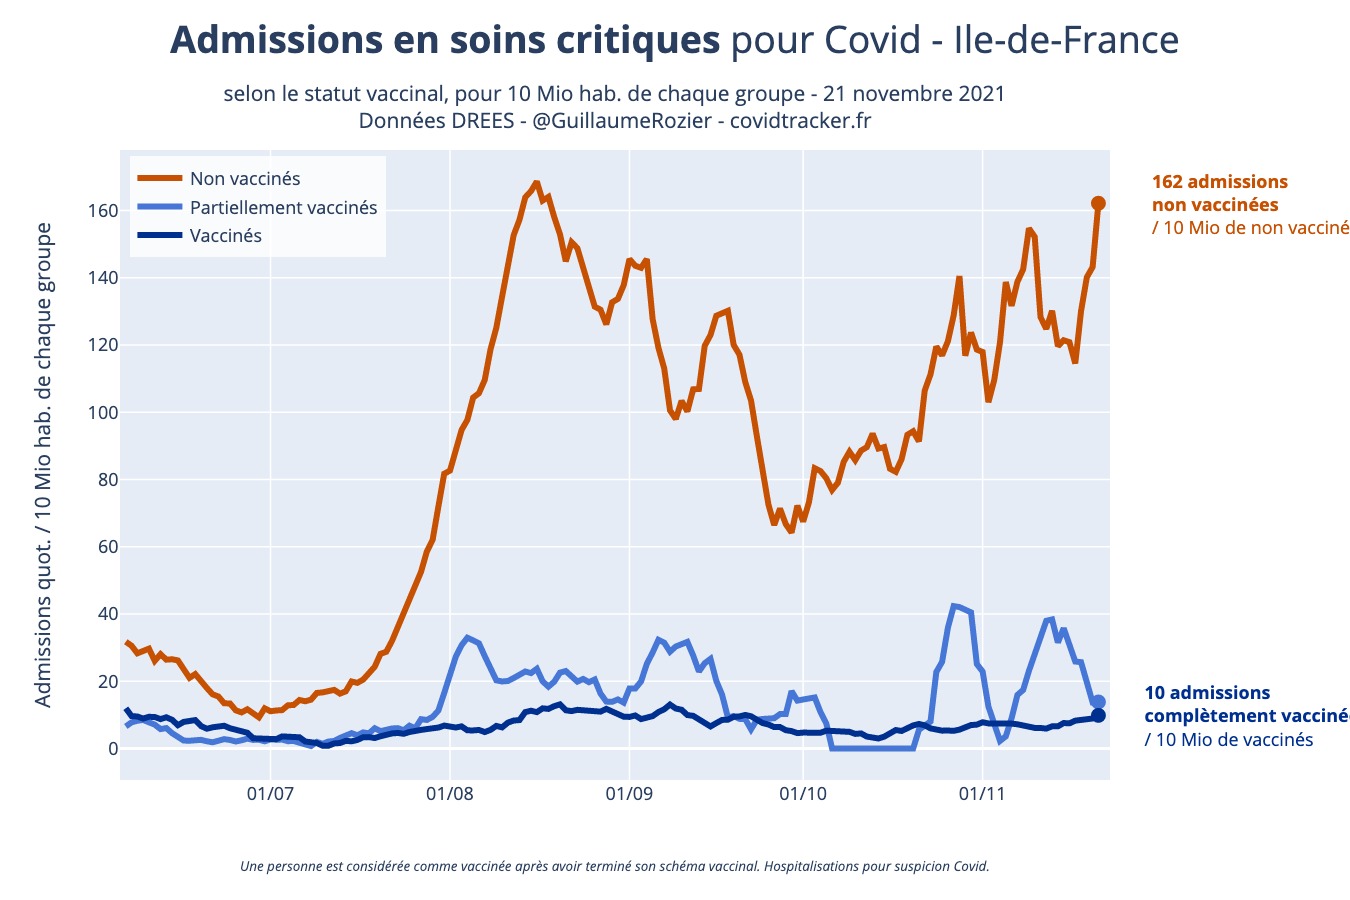 Admissions en soins critiques pour Covid - Ile-de-France
selon le statut vaccinal, pour 10 Mio hab. de chaque groupe - 21 novembre 2021
Données DREES - @GuillaumeRozier - covidtracker.fr
Non vaccinés
Partiellement vaccinés
Vaccinés
Admissions quot. / 10 Mio hab. de chaque groupe
160
140
120
100
80
60
40
20
0
01/07
01/08
01/09
01/10
01/11
162 admissions
non vaccinées
/ 10 Mio de non vacciné
10 admissions
complètement vacciné
/ 10 Mio de vaccinés
Une personne est considérée comme vaccinée après avoir terminé son schéma vaccinal. Hospitalisations pour suspicion Covid.